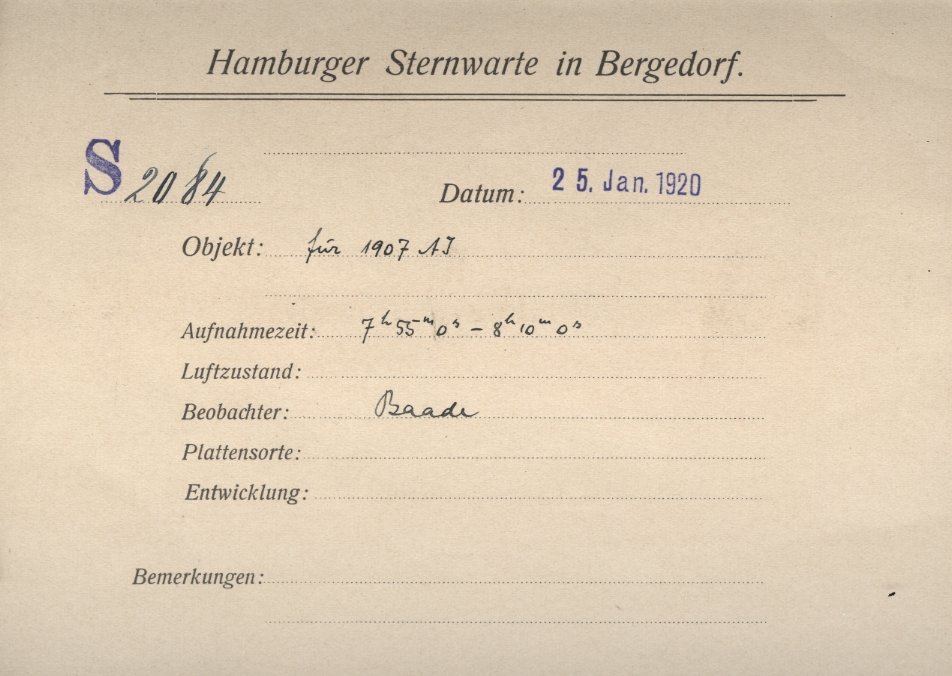 Hamburger Sternwarte in Bergedorf.
S 2084 Datum: 25. Jan. 1920
Objekt: für 1907 AJ
Aufnahmezeit: 7h 55m 0s – 8h 10m 0s
Luftzustand:
Beobachter: Baade
Plattensorte:
Entwicklung:
Bemerkungen: